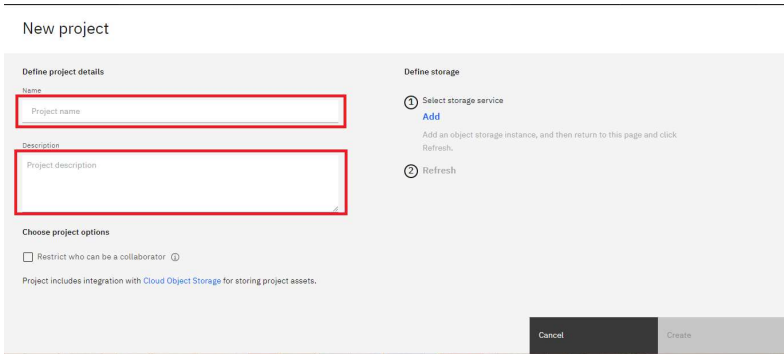 New project
Define project details
Name
Project name
Description
Project description
Choose project options
Restrict who can be a collaborator
Project includes integration with Cloud Object Storage for storing project assets.
Define storage
1 Select storage service
Add
Add an object storage instance, and then return to this page and click
Refresh.
2 Refresh
Cancel
Create